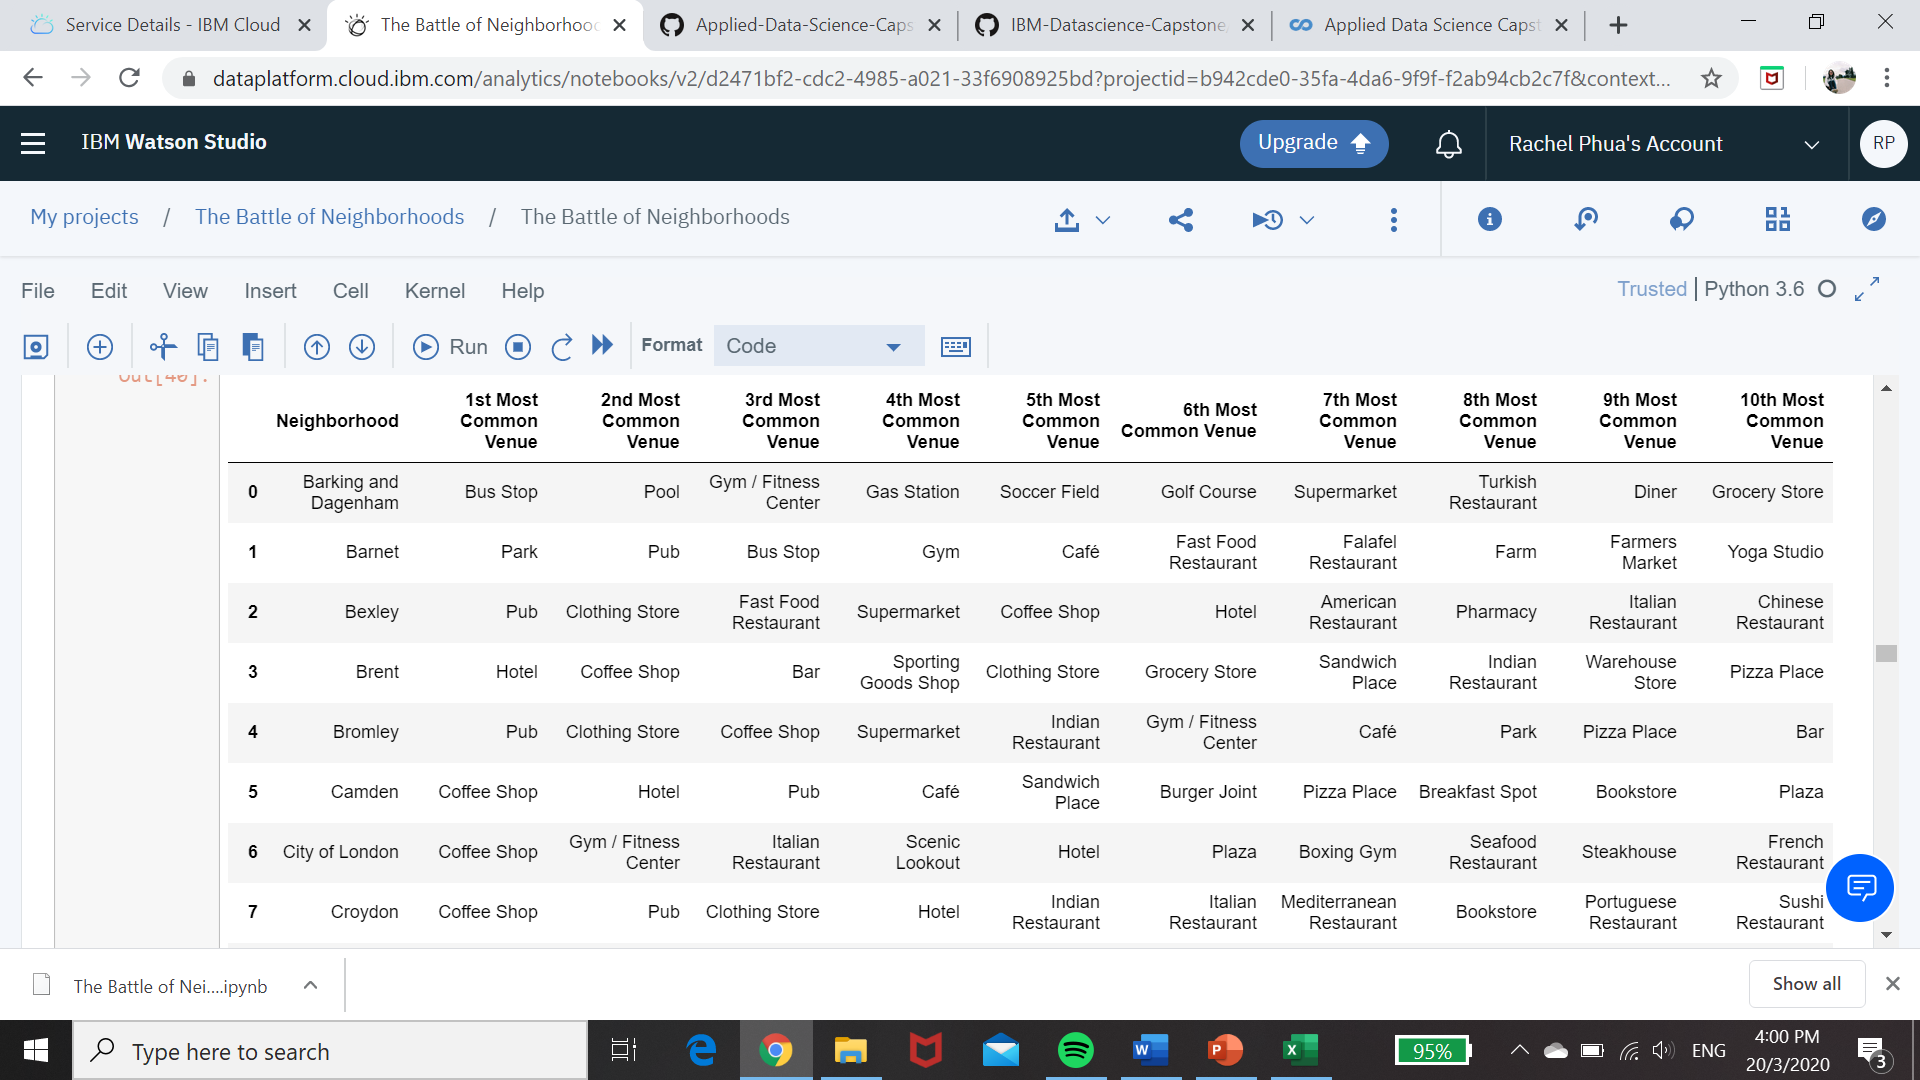 Service Details - IBM Cloud
The Battle of Neighborhood
Applied-Data-Science-Caps
IBM-Datascience-Capstone
Applied Data Science Capst
dataplatform.cloud.ibm.com/analytics/notebooks/v2/d2471bf2-cdc2-4985-a021-33f6908925bd?projectid=b942cde0-35fa-4da6-9f9f-f2ab94cb2c7f&context...
IBM Watson Studio
Upgrade
Rachel Phua's Account
RP
My projects / The Battle of Neighborhoods / The Battle of Neighborhoods
File Edit View Insert Cell Kernel Help
Trusted | Python 3.6
Run
Format
Code
Out[40]:
Neighborhood 1st Most Common Venue 2nd Most Common Venue 3rd Most Common Venue 4th Most Common Venue 5th Most Common Venue 6th Most Common Venue 7th Most Common Venue 8th Most Common Venue 9th Most Common Venue 10th Most Common Venue
0 Barking and Dagenham Bus Stop Pool Gym / Fitness Center Gas Station Soccer Field Golf Course Supermarket Turkish Restaurant Diner Grocery Store
1 Barnet Park Pub Bus Stop Gym Café Fast Food Restaurant Falafel Restaurant Farm Farmers Market Yoga Studio
2 Bexley Pub Clothing Store Fast Food Restaurant Supermarket Coffee Shop Hotel American Restaurant Pharmacy Italian Restaurant Chinese Restaurant
3 Brent Hotel Coffee Shop Bar Sporting Goods Shop Clothing Store Grocery Store Sandwich Place Indian Restaurant Warehouse Store Pizza Place
4 Bromley Pub Clothing Store Coffee Shop Supermarket Indian Restaurant Gym / Fitness Center Café Park Pizza Place Bar
5 Camden Coffee Shop Hotel Pub Café Sandwich Place Burger Joint Pizza Place Breakfast Spot Bookstore Plaza
6 City of London Coffee Shop Gym / Fitness Center Italian Restaurant Scenic Lookout Hotel Plaza Boxing Gym Seafood Restaurant Steakhouse French Restaurant
7 Croydon Coffee Shop Pub Clothing Store Hotel Indian Restaurant Italian Restaurant Mediterranean Restaurant Bookstore Portuguese Restaurant Sushi Restaurant
The Battle of Nei....ipynb
Show all
Type here to search
95%
ENG
4:00 PM
20/3/2020
3